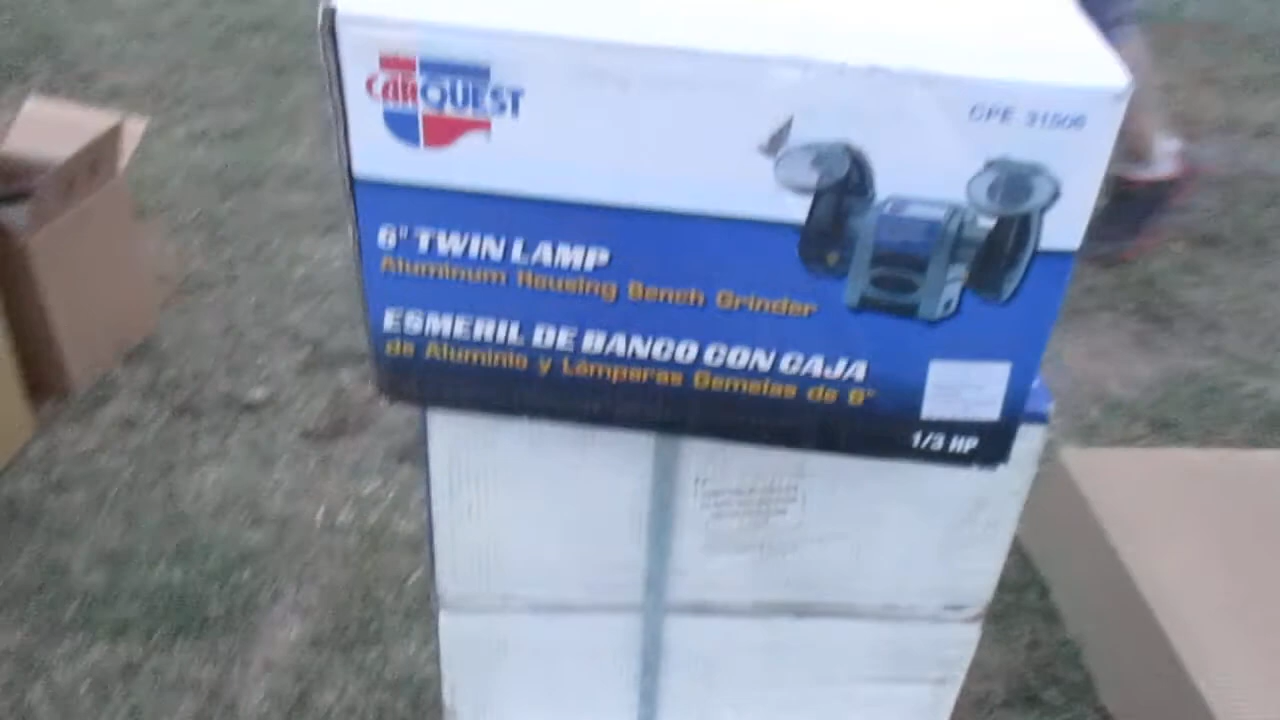 CARQUEST
CPE 31506
6" TWIN LAMP
Aluminum Housing Bench Grinder
ESMERIL DE BANCO CON CAJA
de Aluminio y Lamparas Gemelas de 6"
1/3 HP